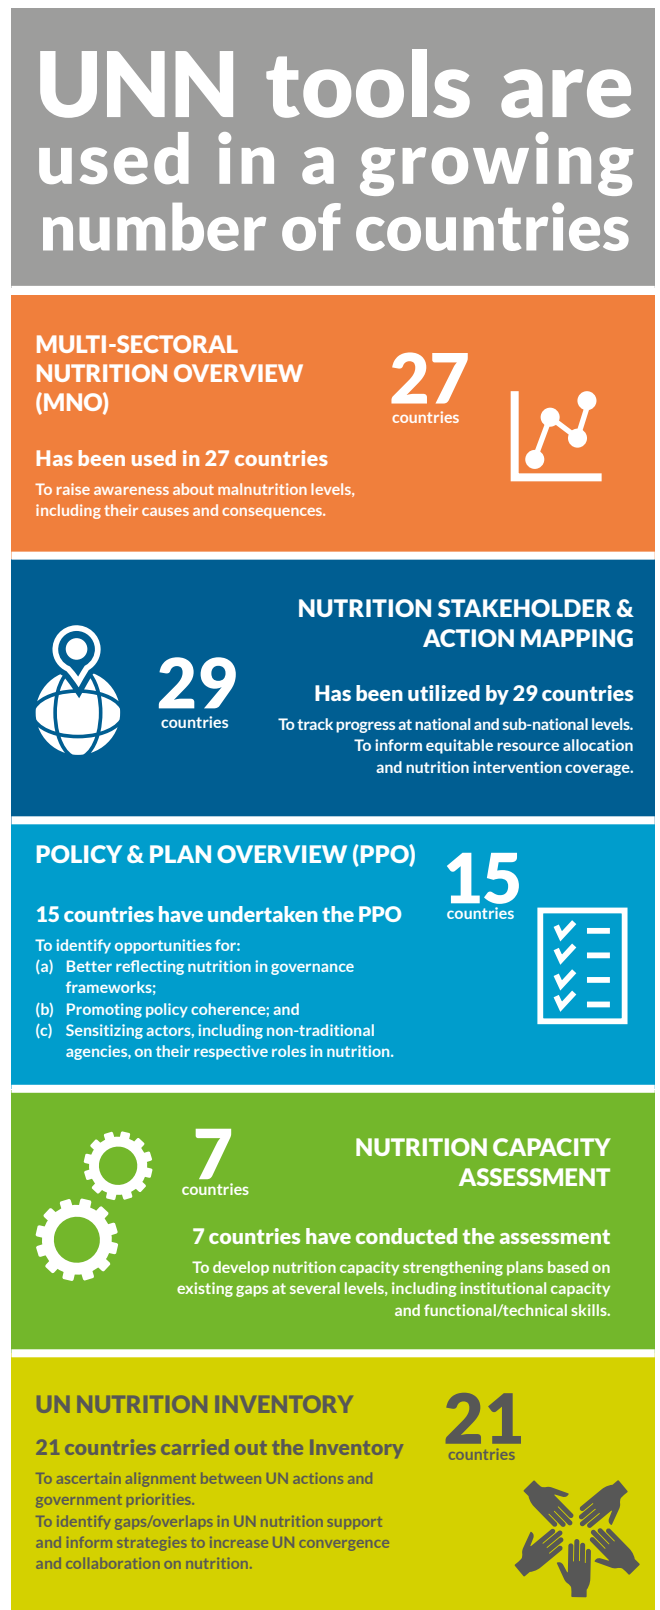 UNN tools are
used in a growing
number of countries
MULTI-SECTORAL
NUTRITION OVERVIEW
(MNO)
27
countries
Has been used in 27 countries
To raise awareness about malnutrition levels,
including their causes and consequences.
NUTRITION STAKEHOLDER &
ACTION MAPPING
29
countries
Has been utilized by 29 countries
To track progress at national and sub-national levels.
To inform equitable resource allocation
and nutrition intervention coverage.
POLICY & PLAN OVERVIEW (PPO)
15
countries
15 countries have undertaken the PPO
To identify opportunities for:
(a) Better reflecting nutrition in governance
frameworks;
(b) Promoting policy coherence; and
(c) Sensitizing actors, including non-traditional
agencies, on their respective roles in nutrition.
7
countries
NUTRITION CAPACITY
ASSESSMENT
7 countries have conducted the assessment
To develop nutrition capacity strengthening plans based on
existing gaps at several levels, including institutional capacity
and functional/technical skills.
UN NUTRITION INVENTORY
21
countries
21 countries carried out the Inventory
To ascertain alignment between UN actions and
government priorities.
To identify gaps/overlaps in UN nutrition support
and inform strategies to increase UN convergence
and collaboration on nutrition.